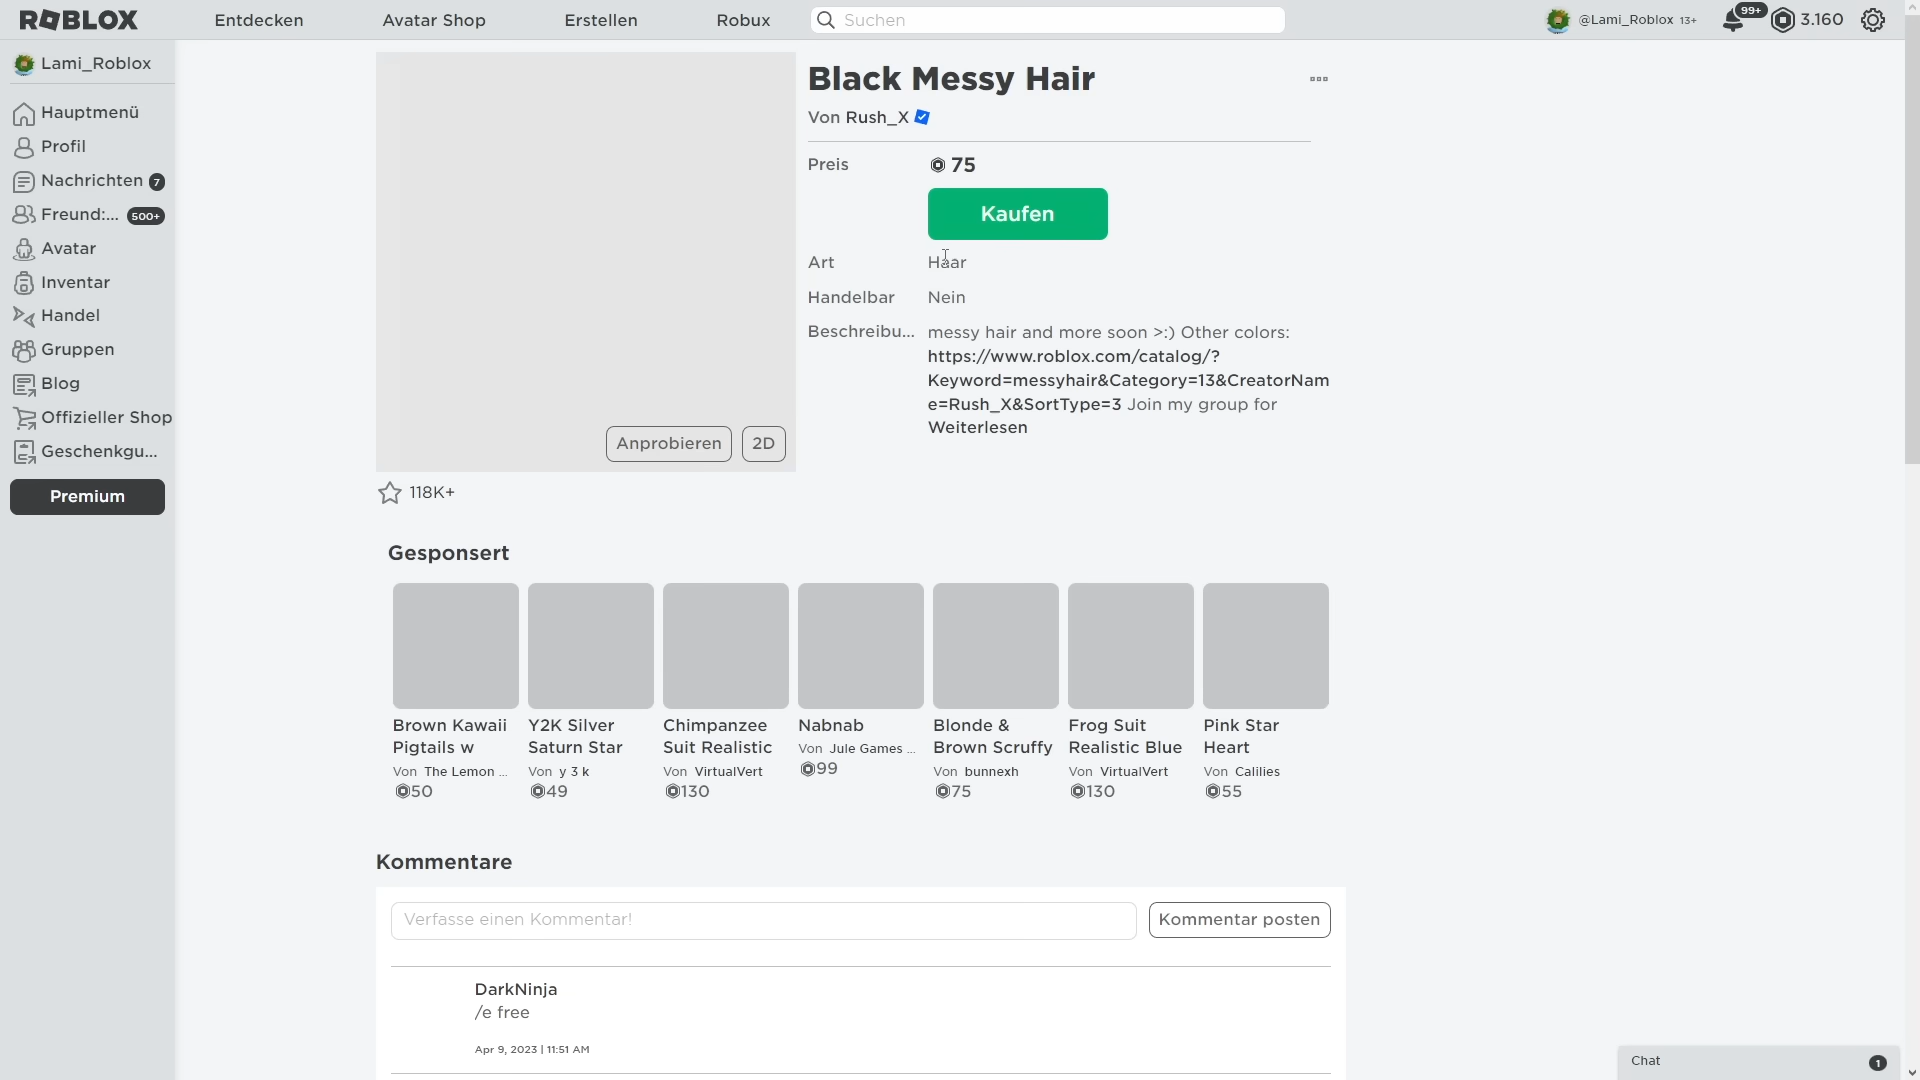 ROBLOX
Entdecken
Avatar Shop
Erstellen
Robux
Suchen
@Lami_Roblox 13+
99+
3.160
Lami_Roblox
Hauptmenü
Profil
Nachrichten 7
Freund:... 500+
Avatar
Inventar
Handel
Gruppen
Blog
Offizieller Shop
Geschenkgu...
Premium
Anprobieren
2D
118K+
Black Messy Hair
Von Rush_X
Preis
75
Kaufen
Art
Haar
Handelbar
Nein
Beschreibu...
messy hair and more soon >:) Other colors:
https://www.roblox.com/catalog/?
Keyword=messyhair&Category=13&CreatorNam
e=Rush_X&SortType=3 Join my group for
Weiterlesen
Gesponsert
Brown Kawaii
Pigtails w
Von The Lemon ...
50
Y2K Silver
Saturn Star
Von y 3 k
49
Chimpanzee
Suit Realistic
Von VirtualVert
130
Nabnab
Von Jule Games ...
99
Blonde &
Brown Scruffy
Von bunnexh
75
Frog Suit
Realistic Blue
Von VirtualVert
130
Pink Star
Heart
Von Calilies
55
Kommentare
Verfasse einen Kommentar!
Kommentar posten
DarkNinja
/e free
Apr 9, 2023 | 11:51 AM
Chat
1